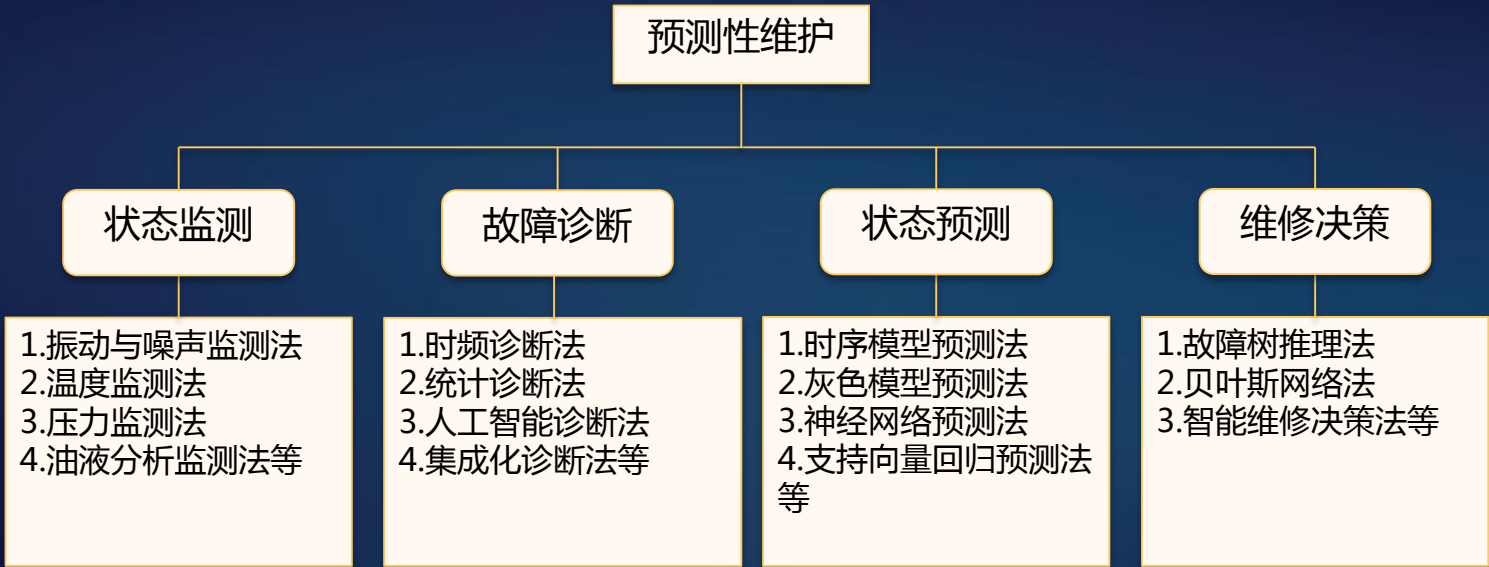 预测性维护
状态监测
故障诊断
状态预测
维修决策
1.振动与噪声监测法
2.温度监测法
3.压力监测法
4.油液分析监测法等
1.时频诊断法
2.统计诊断法
3.人工智能诊断法
4.集成化诊断法等
1.时序模型预测法
2.灰色模型预测法
3.神经网络预测法
4.支持向量回归预测法
等
1.故障树推理法
2.贝叶斯网络法
3.智能维修决策法等